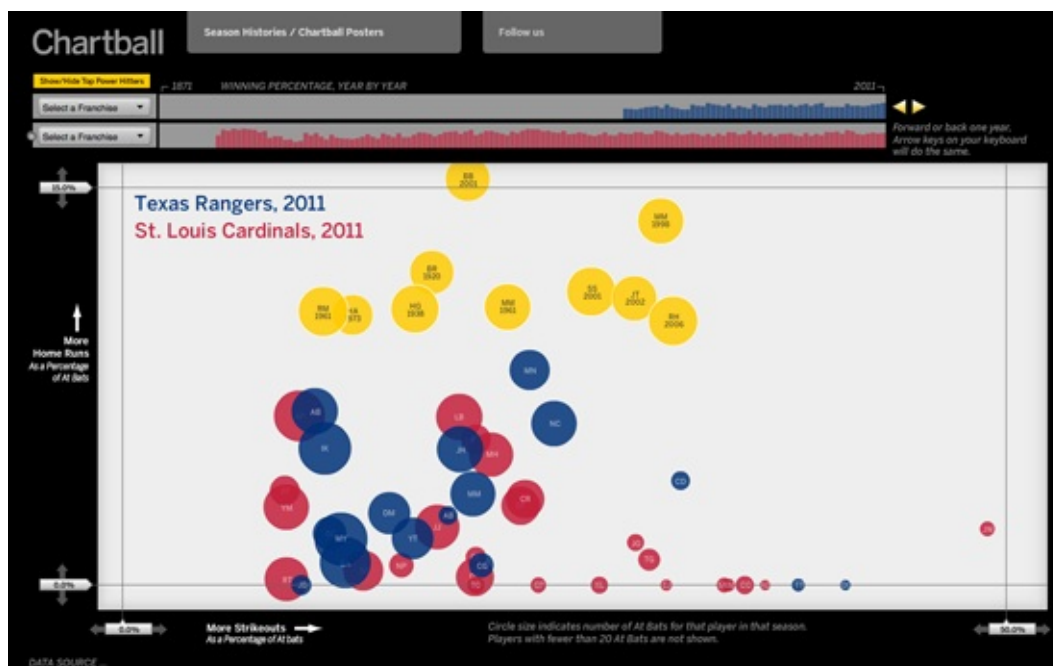 Chartball
Season Histories / Chartball Posters
Follow us
Show/Hide Top Power Hitters
1871
WINNING PERCENTAGE, YEAR BY YEAR
2011
Select a Franchise
Select a Franchise
Forward or back one year,
Arrow keys on your keyboard
will do the same.
15.0%
Texas Rangers, 2011
St. Louis Cardinals, 2011
BB
2001
MM
1998
BR
1920
SS
2001
JT
2002
RM
1961
HA
1973
HG
1938
MM
1961
RH
2006
More
Home Runs
As a Percentage
of At Bats
MN
AB
LB
NC
IK
JH
MH
CD
YM
MM
CR
DM
AB
JJ
MY
YT
JG
TG
NP
CG
JD
TG
0.0%
0.0%
More Strikeouts
As a Percentage of At bats
Circle size indicates number of At Bats for that player in that season.
Players with fewer than 20 At Bats are not shown.
50.0%
DATA SOURCE ...